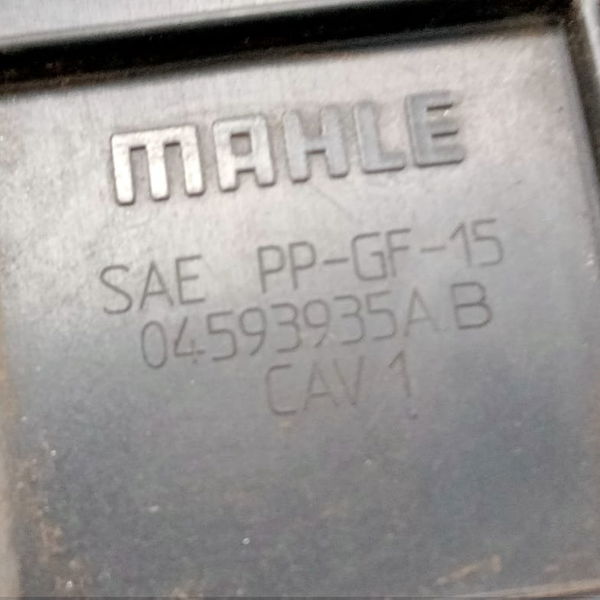 MAHLE
SAE PP-GF-15
04593935AB
CAV 1